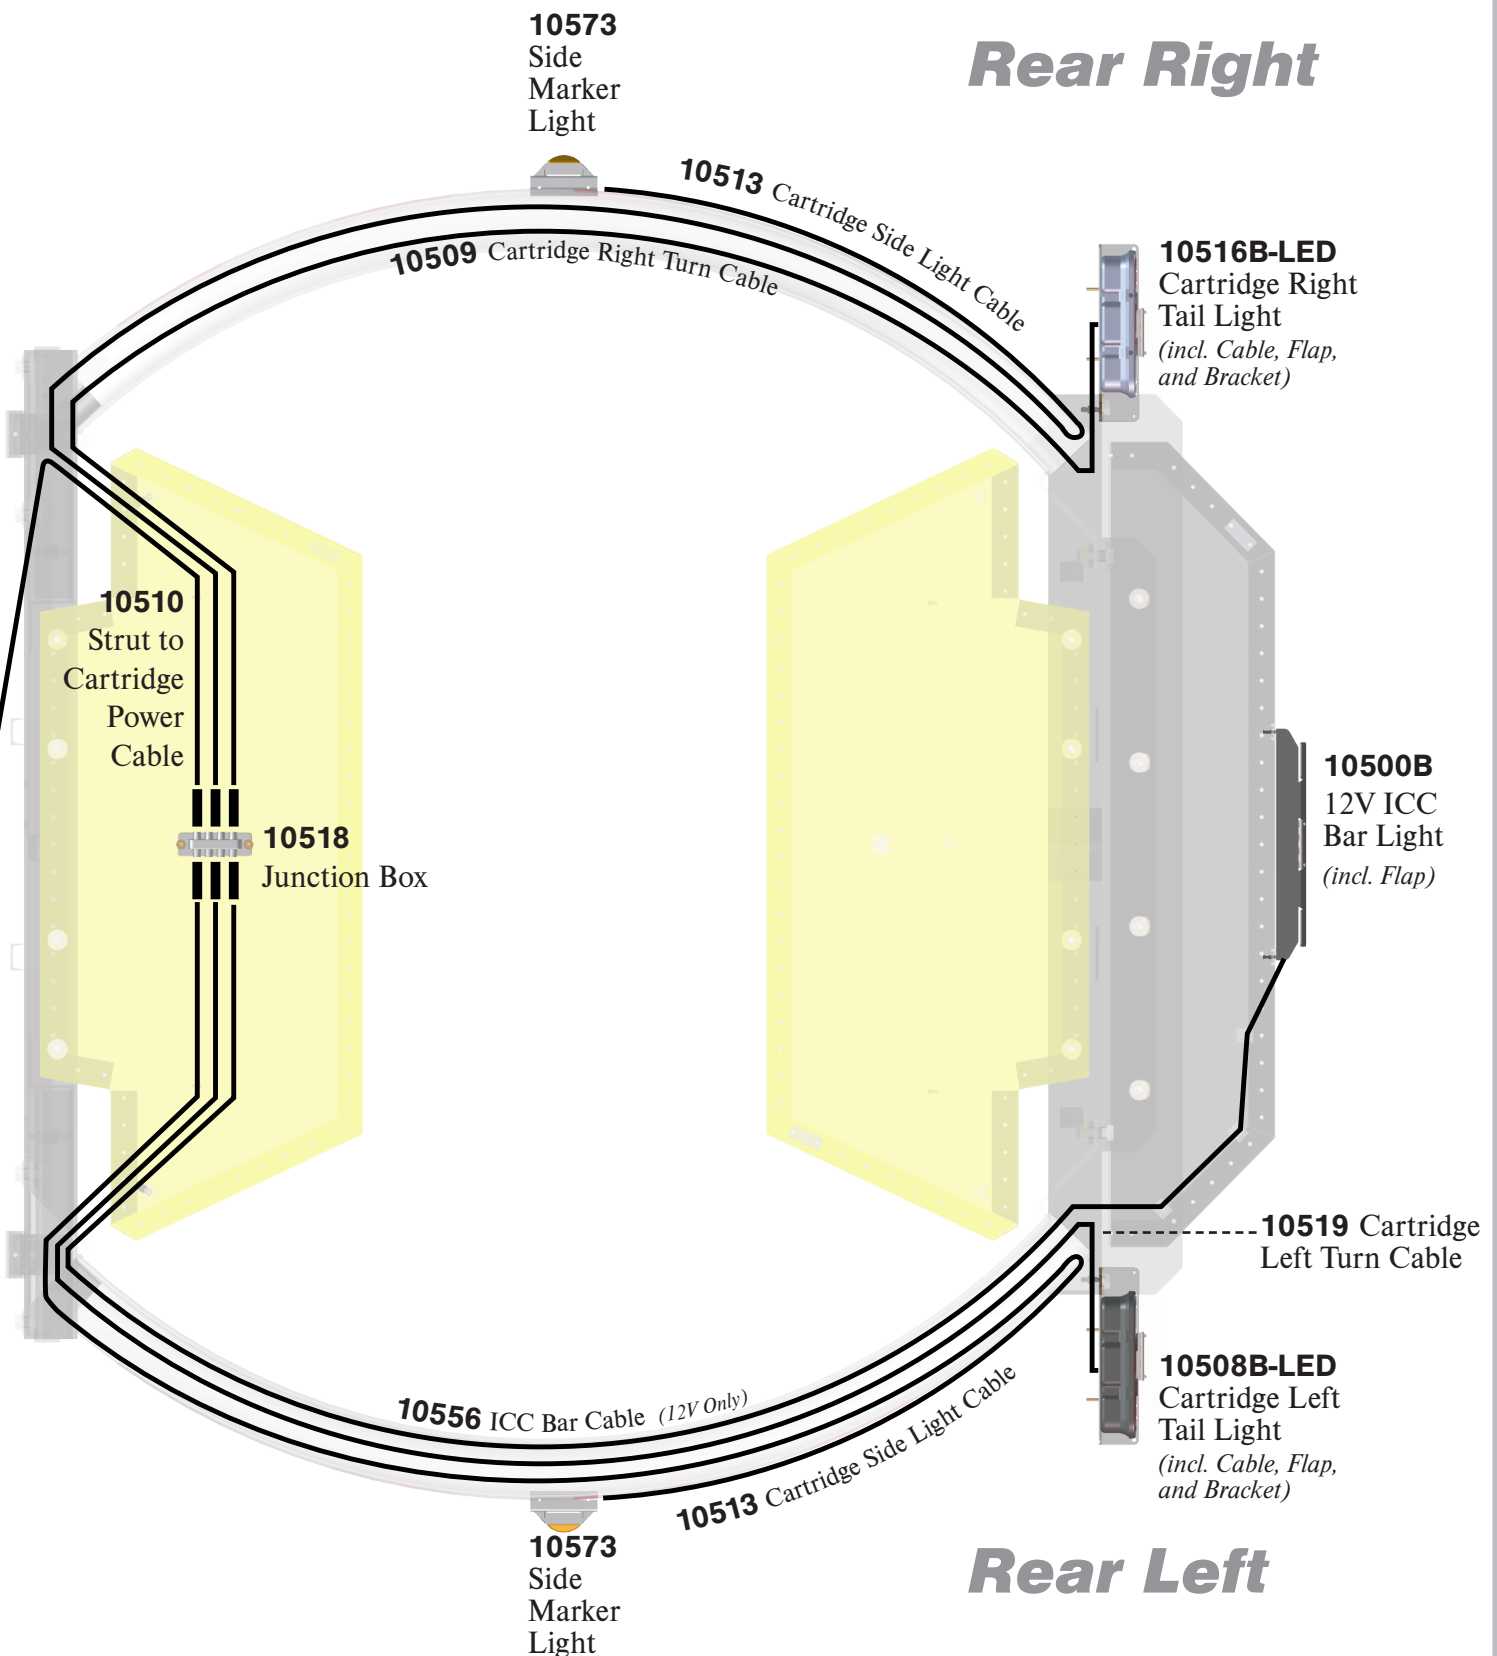 10573
Side
Marker
Light
Rear Right
10513 Cartridge Side Light Cable
10509 Cartridge Right Turn Cable
10516B-LED
Cartridge Right
Tail Light
(incl. Cable, Flap,
and Bracket)
10510
Strut to
Cartridge
Power
Cable
10518
Junction Box
10500B
12V ICC
Bar Light
(incl. Flap)
10519 Cartridge
Left Turn Cable
10508B-LED
Cartridge Left
Tail Light
(incl. Cable, Flap,
and Bracket)
10556 ICC Bar Cable (12V Only)
10513 Cartridge Side Light Cable
10573
Side
Marker
Light
Rear Left